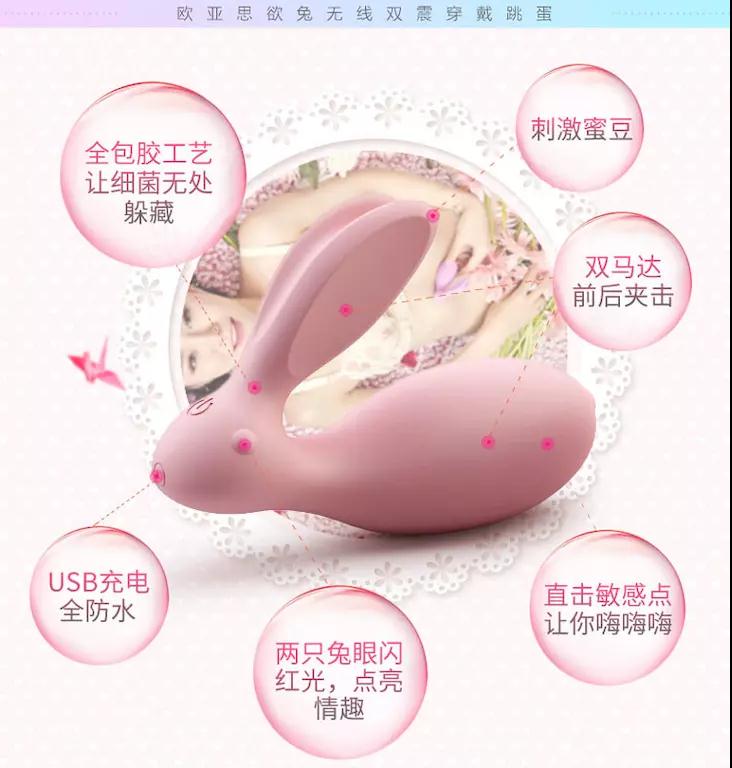 欧亚思欲兔无线双震穿戴跳蛋
全包胶工艺
让细菌无处
躲藏
刺激蜜豆
双马达
前后夹击
USB充电
全防水
两只兔眼闪
红光，点亮
情趣
直击敏感点
让你嗨嗨嗨